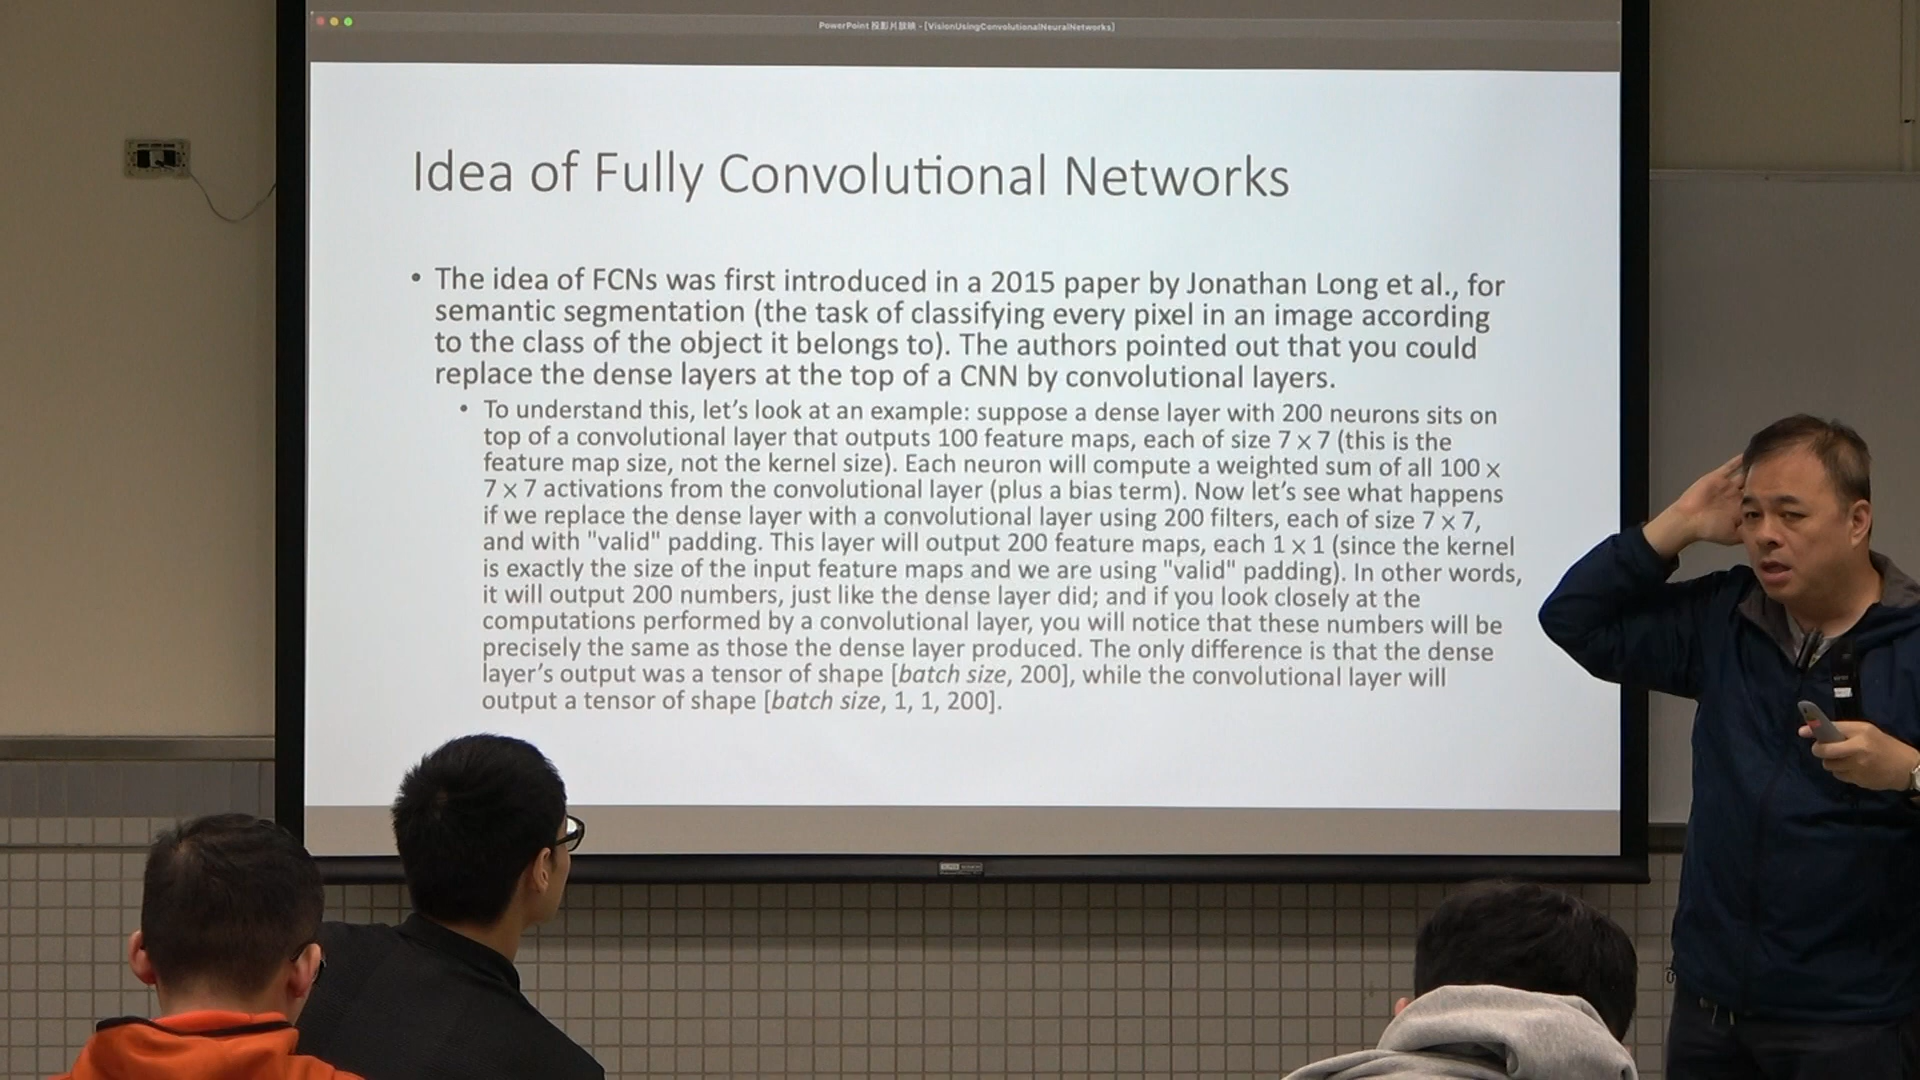 PowerPoint 投影片放映 - [VisionUsingConvolutionalNeuralNetworks]
Idea of Fully Convolutional Networks
• The idea of FCNs was first introduced in a 2015 paper by Jonathan Long et al., for
semantic segmentation (the task of classifying every pixel in an image according
to the class of the object it belongs to). The authors pointed out that you could
replace the dense layers at the top of a CNN by convolutional layers.
• To understand this, let's look at an example: suppose a dense layer with 200 neurons sits on
top of a convolutional layer that outputs 100 feature maps, each of size 7 × 7 (this is the
feature map size, not the kernel size). Each neuron will compute a weighted sum of all 100 ×
7 × 7 activations from the convolutional layer (plus a bias term). Now let's see what happens
if we replace the dense layer with a convolutional layer using 200 filters, each of size 7 × 7,
and with "valid" padding. This layer will output 200 feature maps, each 1 x 1 (since the kernel
is exactly the size of the input feature maps and we are using "valid" padding). In other words,
it will output 200 numbers, just like the dense layer did; and if you look closely at the
computations performed by a convolutional layer, you will notice that these numbers will be
precisely the same as those the dense layer produced. The only difference is that the dense
layer's output was a tensor of shape [batch size, 200], while the convolutional layer will
output a tensor of shape [batch size, 1, 1, 200].